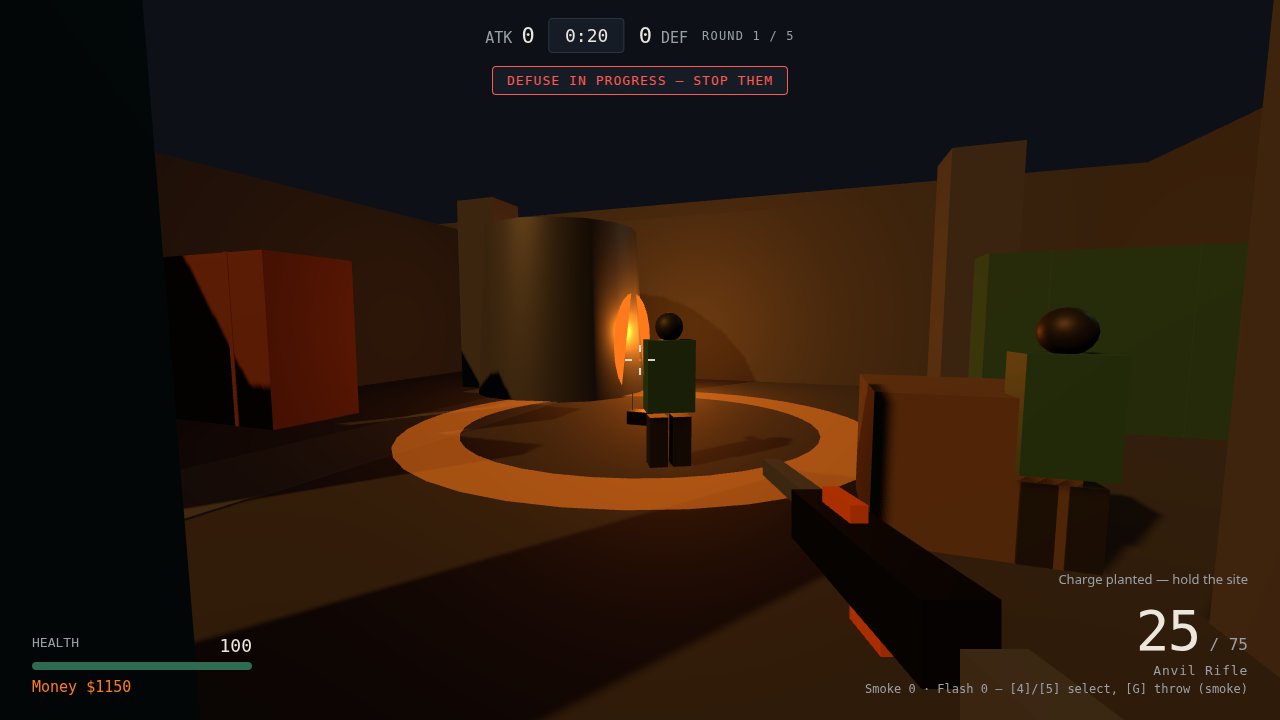 ATK 0 0:20 0 DEF ROUND 1 / 5
DEFUSE IN PROGRESS — STOP THEM
Charge planted — hold the site
25 / 75
Anvil Rifle
Smoke 0 · Flash 0 — [4]/[5] select, [G] throw (smoke)
HEALTH 100
Money $1150